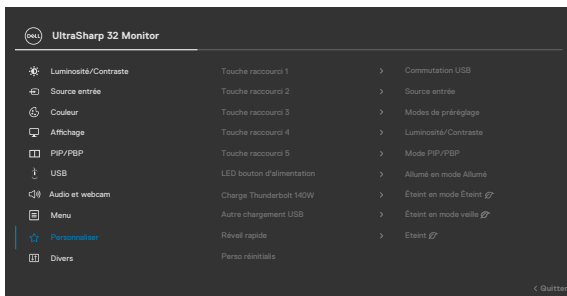 DELL UltraSharp 32 Monitor
Luminosité/Contraste Touche raccourci 1 > Commutation USB
Source entrée Touche raccourci 2 > Source entrée
Couleur Touche raccourci 3 > Modes de préréglage
Affichage Touche raccourci 4 > Luminosité/Contraste
PIP/PBP Touche raccourci 5 > Mode PIP/PBP
USB LED bouton d'alimentation > Allumé en mode Allumé
Audio et webcam Charge Thunderbolt 140W > Éteint en mode Éteint
Menu Autre chargement USB > Éteint en mode veille
Personnaliser Réveil rapide > Eteint
Divers Perso réinitialis
< Quitter